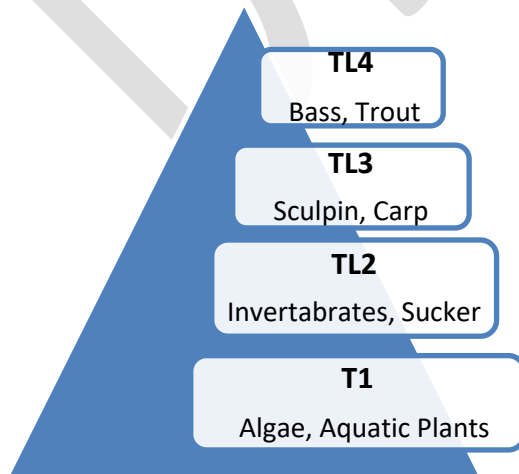 TL4
Bass, Trout
TL3
Sculpin, Carp
TL2
Invertabrates, Sucker
T1
Algae, Aquatic Plants